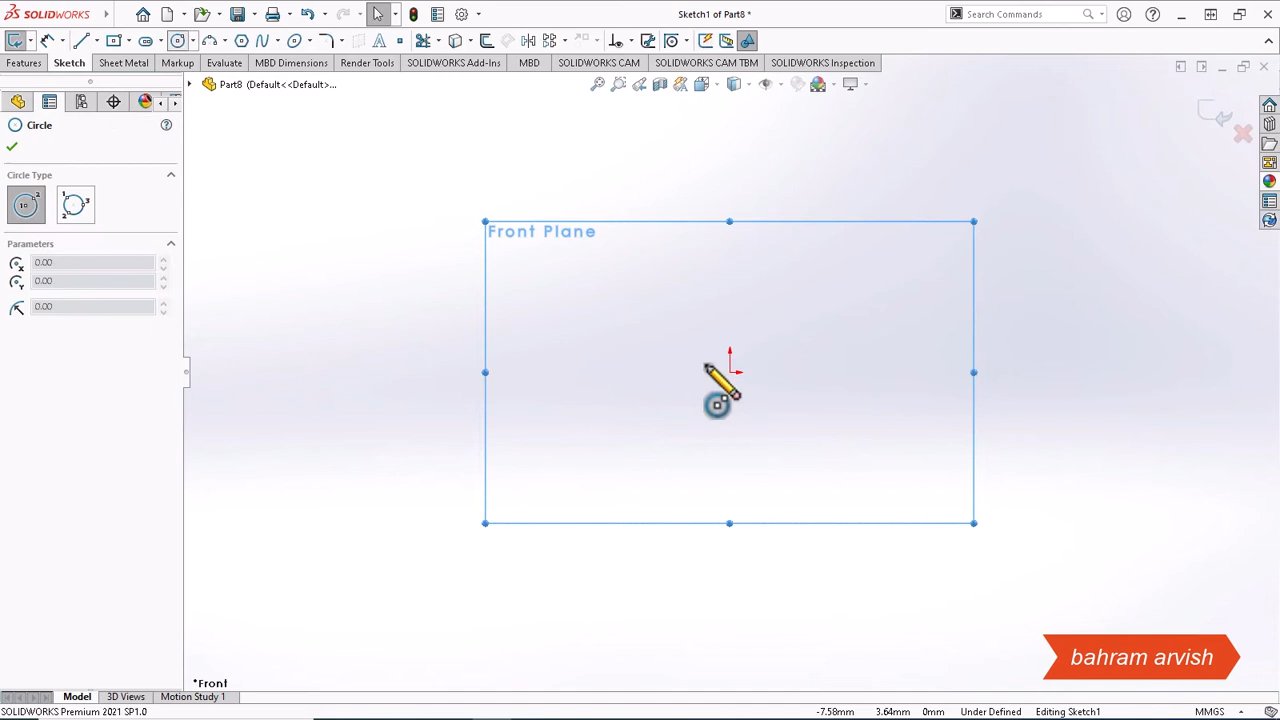 SOLIDWORKS
Sketch1 of Part8 *
Search Commands
Features
Sketch
Sheet Metal
Markup
Evaluate
MBD Dimensions
Render Tools
SOLIDWORKS Add-Ins
MBD
SOLIDWORKS CAM
SOLIDWORKS CAM TBM
SOLIDWORKS Inspection
Part8 (Default<<Default>...
Circle
Circle Type
Parameters
0.00
0.00
0.00
Front Plane
bahram arvish
*Front
Model
3D Views
Motion Study 1
SOLIDWORKS Premium 2021 SP1.0
-7.58mm
3.64mm
0mm
Under Defined
Editing Sketch1
MMGS